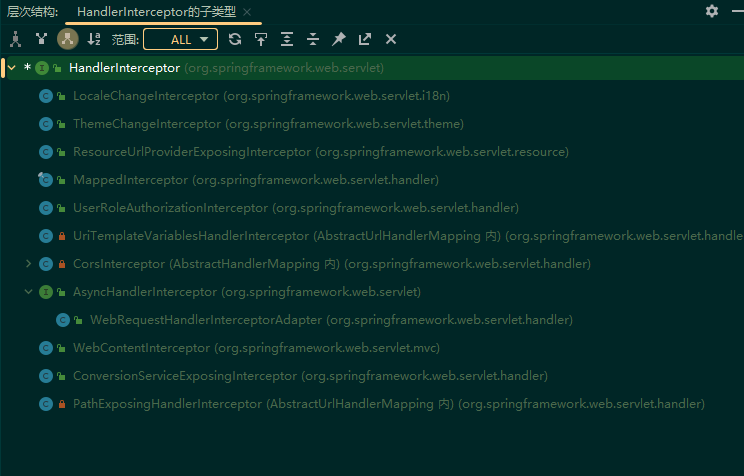 层次结构: HandlerInterceptor的子类型
范围: ALL
* I HandlerInterceptor (org.springframework.web.servlet)
C LocaleChangeInterceptor (org.springframework.web.servlet.i18n)
C ThemeChangeInterceptor (org.springframework.web.servlet.theme)
C ResourceUrlProviderExposingInterceptor (org.springframework.web.servlet.resource)
C MappedInterceptor (org.springframework.web.servlet.handler)
C UserRoleAuthorizationInterceptor (org.springframework.web.servlet.handler)
C UriTemplateVariablesHandlerInterceptor (AbstractUrlHandlerMapping 内) (org.springframework.web.servlet.handle
C CorsInterceptor (AbstractHandlerMapping 内) (org.springframework.web.servlet.handler)
I AsyncHandlerInterceptor (org.springframework.web.servlet)
C WebRequestHandlerInterceptorAdapter (org.springframework.web.servlet.handler)
C WebContentInterceptor (org.springframework.web.servlet.mvc)
C ConversionServiceExposingInterceptor (org.springframework.web.servlet.handler)
C PathExposingHandlerInterceptor (AbstractUrlHandlerMapping 内) (org.springframework.web.servlet.handler)